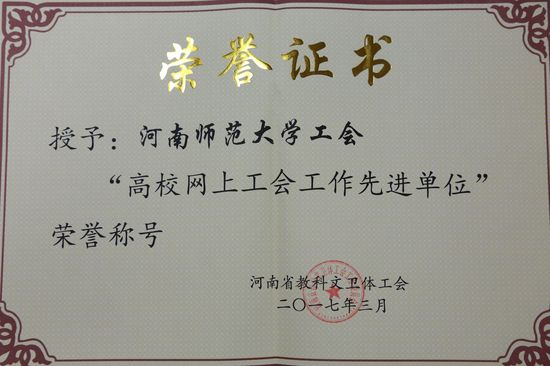 荣誉证书
授予：河南师范大学工会
“高校网上工会工作先进单位”
荣誉称号
河南省教科文卫体工会
二〇一七年三月